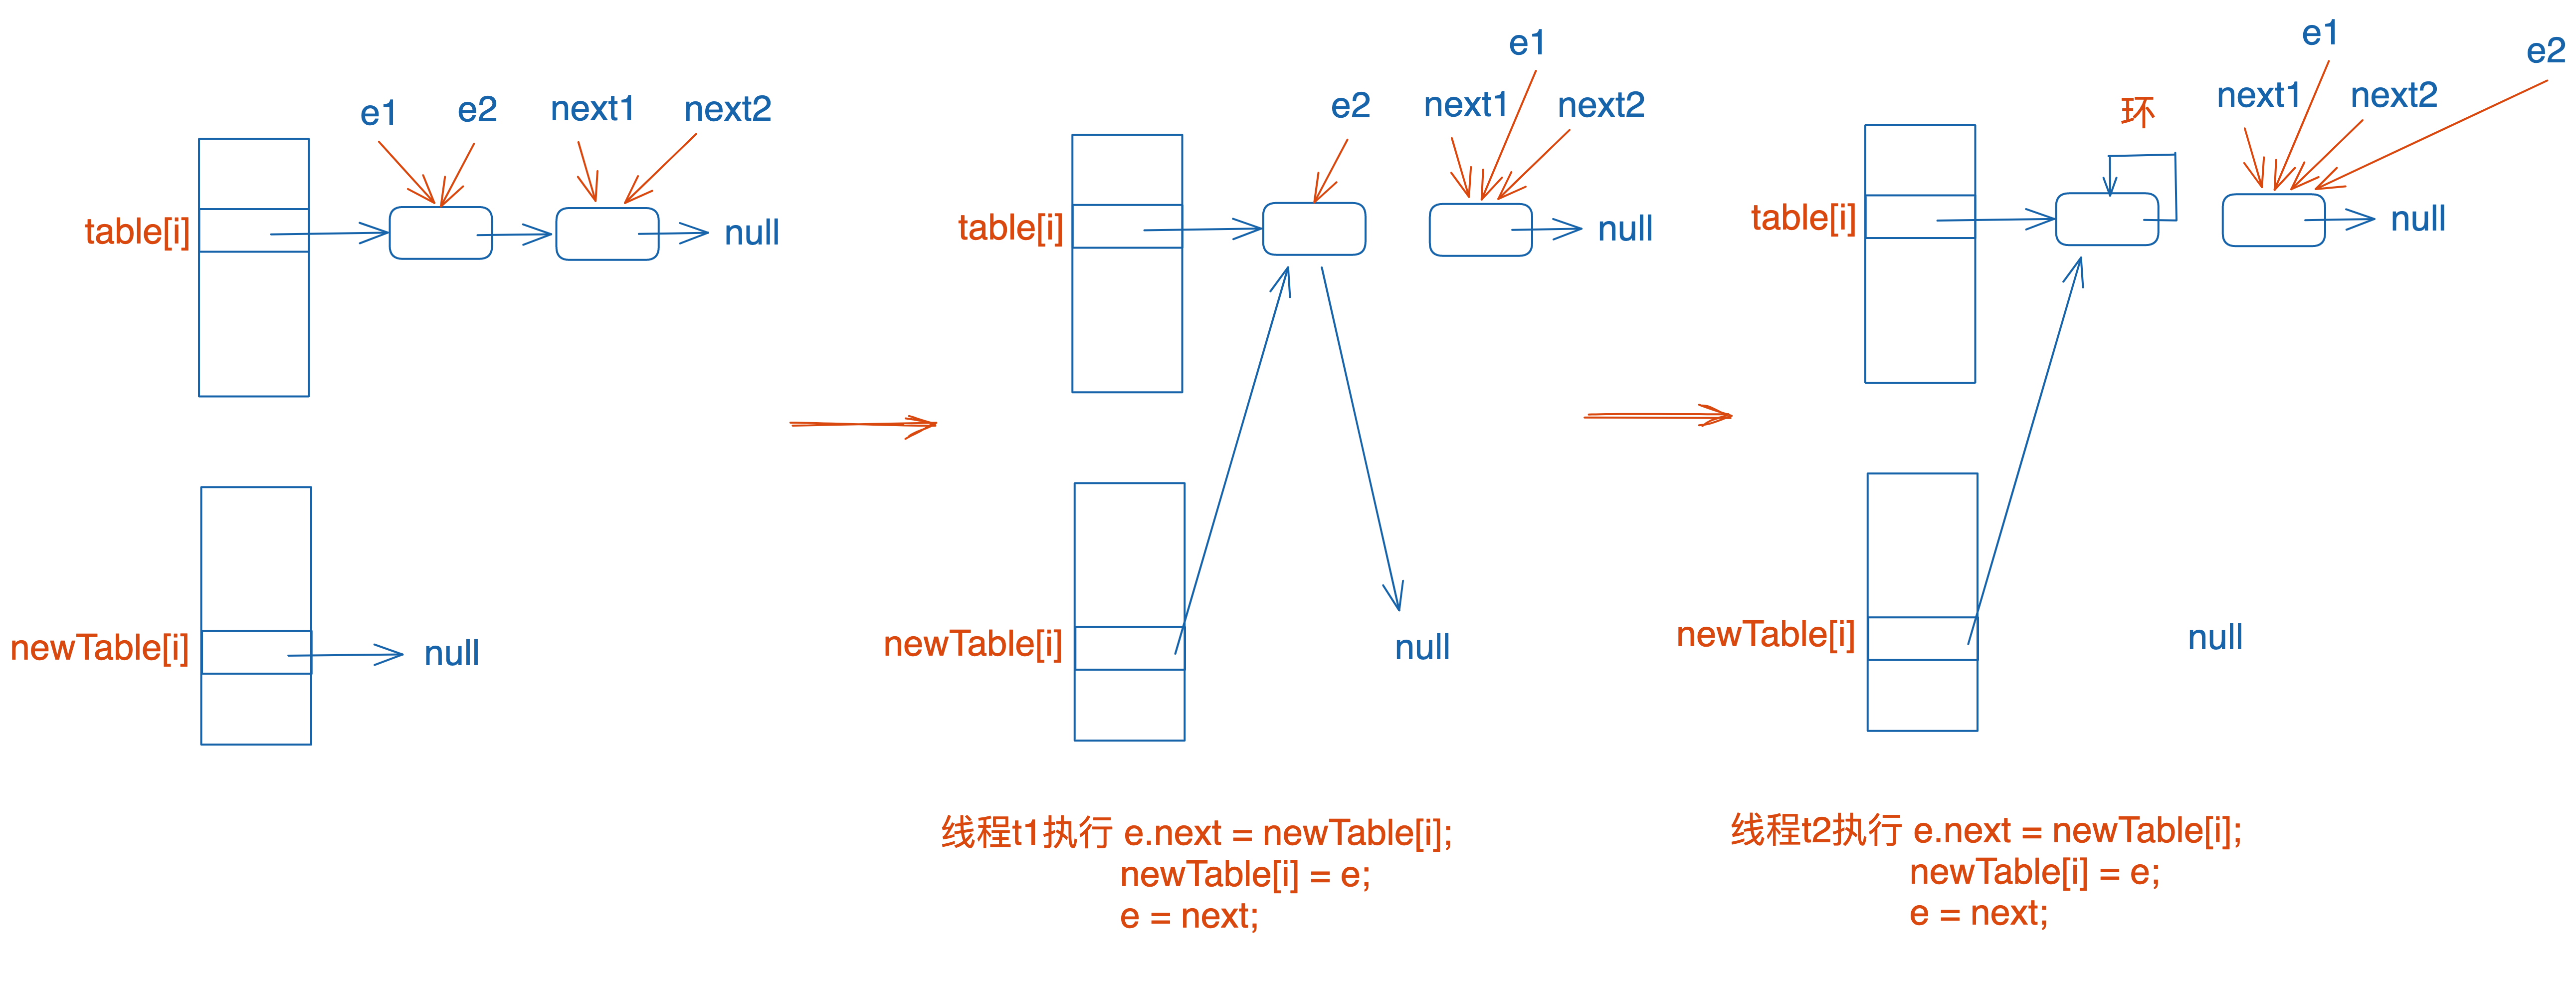 e1
e2
next1
next2
table[i]
null
newTable[i]
null
e1
e2
next1
next2
table[i]
null
newTable[i]
null
线程t1执行 e.next = newTable[i];
newTable[i] = e;
e = next;
e1
e2
next1
next2
环
table[i]
null
newTable[i]
null
线程t2执行 e.next = newTable[i];
newTable[i] = e;
e = next;